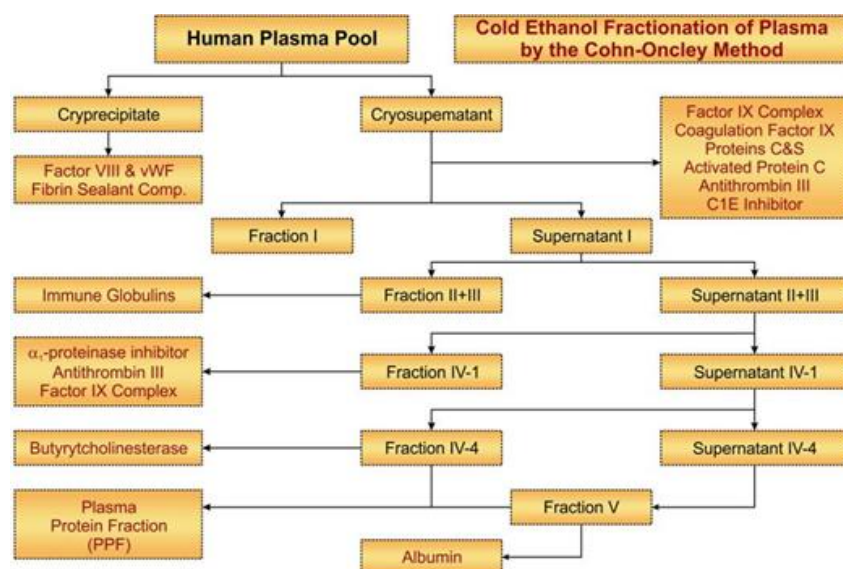 Human Plasma Pool
Cold Ethanol Fractionation of Plasma
by the Cohn-Oncley Method
Cryprecipitate
Cryosupernatant
Factor IX Complex
Coagulation Factor IX
Proteins C&S
Activated Protein C
Antithrombin III
C1E Inhibitor
Factor VIII & vWF
Fibrin Sealant Comp.
Fraction I
Supernatant I
Immune Globulins
Fraction II+III
Supernatant II+III
α₁-proteinase inhibitor
Antithrombin III
Factor IX Complex
Fraction IV-1
Supernatant IV-1
Butyrytcholinesterase
Fraction IV-4
Supernatant IV-4
Plasma
Protein Fraction
(PPF)
Fraction V
Albumin